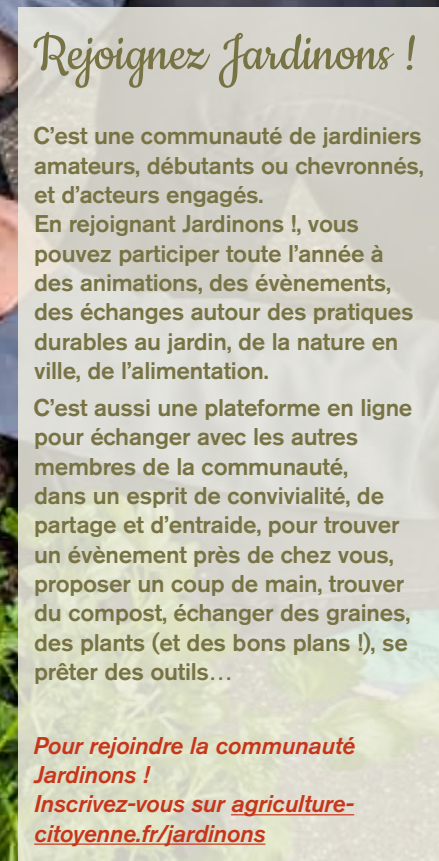 Rejoignez Jardinons !
C'est une communauté de jardiniers
amateurs, débutants ou chevronnés,
et d'acteurs engagés.
En rejoignant Jardinons !, vous
pouvez participer toute l'année à
des animations, des évènements,
des échanges autour des pratiques
durables au jardin, de la nature en
ville, de l'alimentation.
C'est aussi une plateforme en ligne
pour échanger avec les autres
membres de la communauté,
dans un esprit de convivialité, de
partage et d'entraide, pour trouver
un évènement près de chez vous,
proposer un coup de main, trouver
du compost, échanger des graines,
des plants (et des bons plans !), se
prêter des outils…
Pour rejoindre la communauté
Jardinons !
Inscrivez-vous sur agriculture-
citoyenne.fr/jardinons